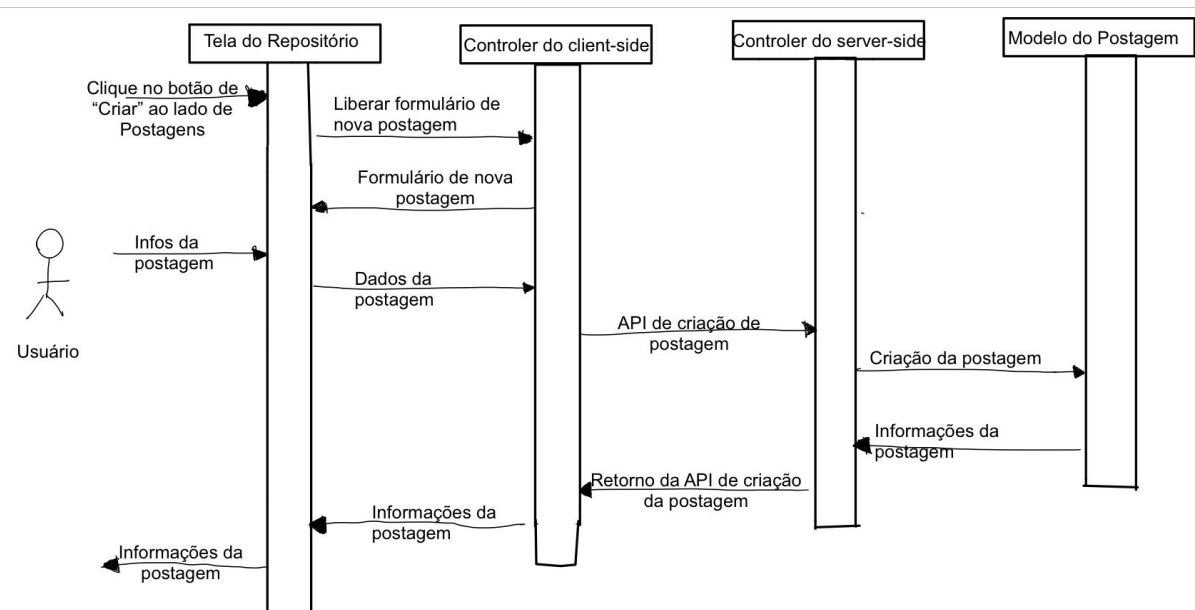 Tela do Repositório
Controler do client-side
Controler do server-side
Modelo do Postagem
Clique no botão de
“Criar” ao lado de
Postagens
Liberar formulário de
nova postagem
Formulário de nova
postagem
Infos da
postagem
Dados da
postagem
Usuário
API de criação de
postagem
Criação da postagem
Informações da
postagem
Retorno da API de criação
da postagem
Informações da
postagem
Informações da
postagem